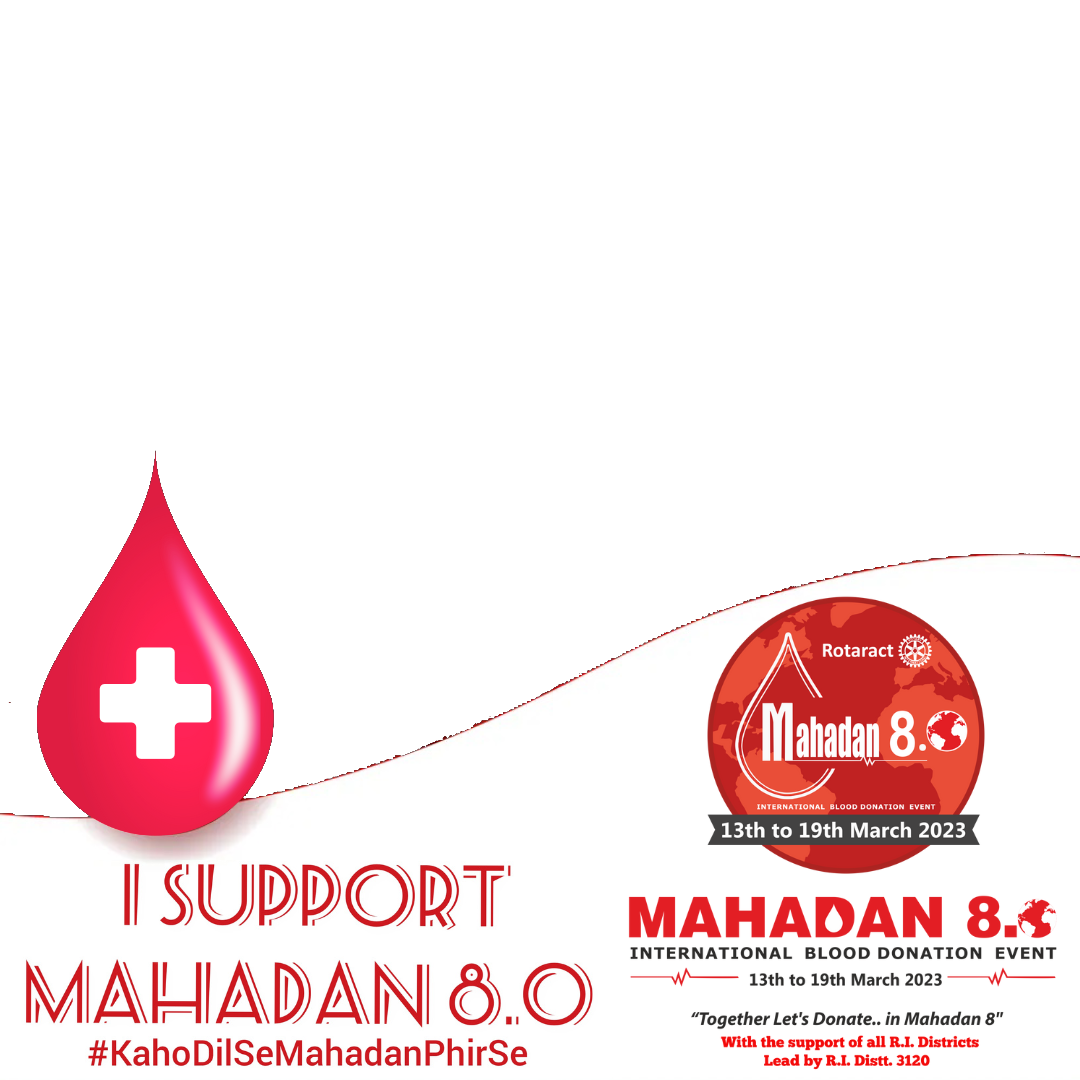 Rotaract
Mahadan 8.0
INTERNATIONAL BLOOD DONATION EVENT
13th to 19th March 2023
I SUPPORT
MAHADAN 8.0
#KahoDilSeMahadanPhirSe
MAHADAN 8.0
INTERNATIONAL BLOOD DONATION EVENT
13th to 19th March 2023
“Together Let's Donate.. in Mahadan 8"
With the support of all R.I. Districts
Lead by R.I. Distt. 3120